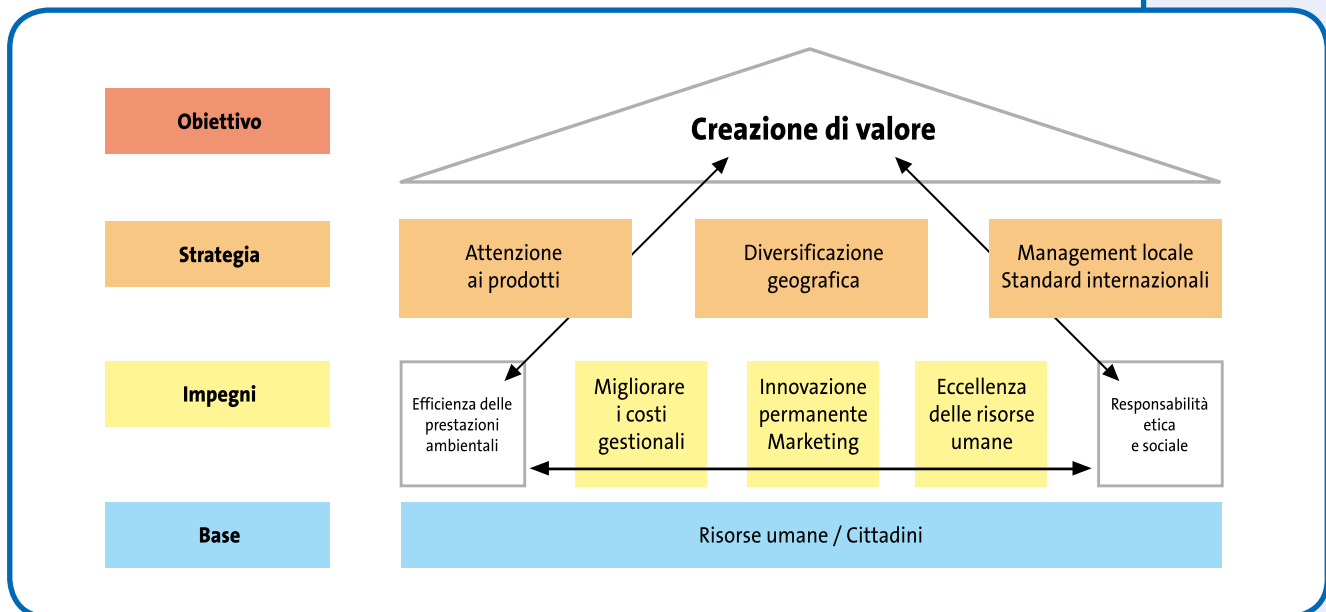 Obiettivo
Creazione di valore
Strategia
Attenzione
ai prodotti
Diversificazione
geografica
Management locale
Standard internazionali
Impegni
Efficienza delle
prestazioni
ambientali
Migliorare
i costi
gestionali
Innovazione
permanente
Marketing
Eccellenza
delle risorse
umane
Responsabilità
etica
e sociale
Base
Risorse umane / Cittadini